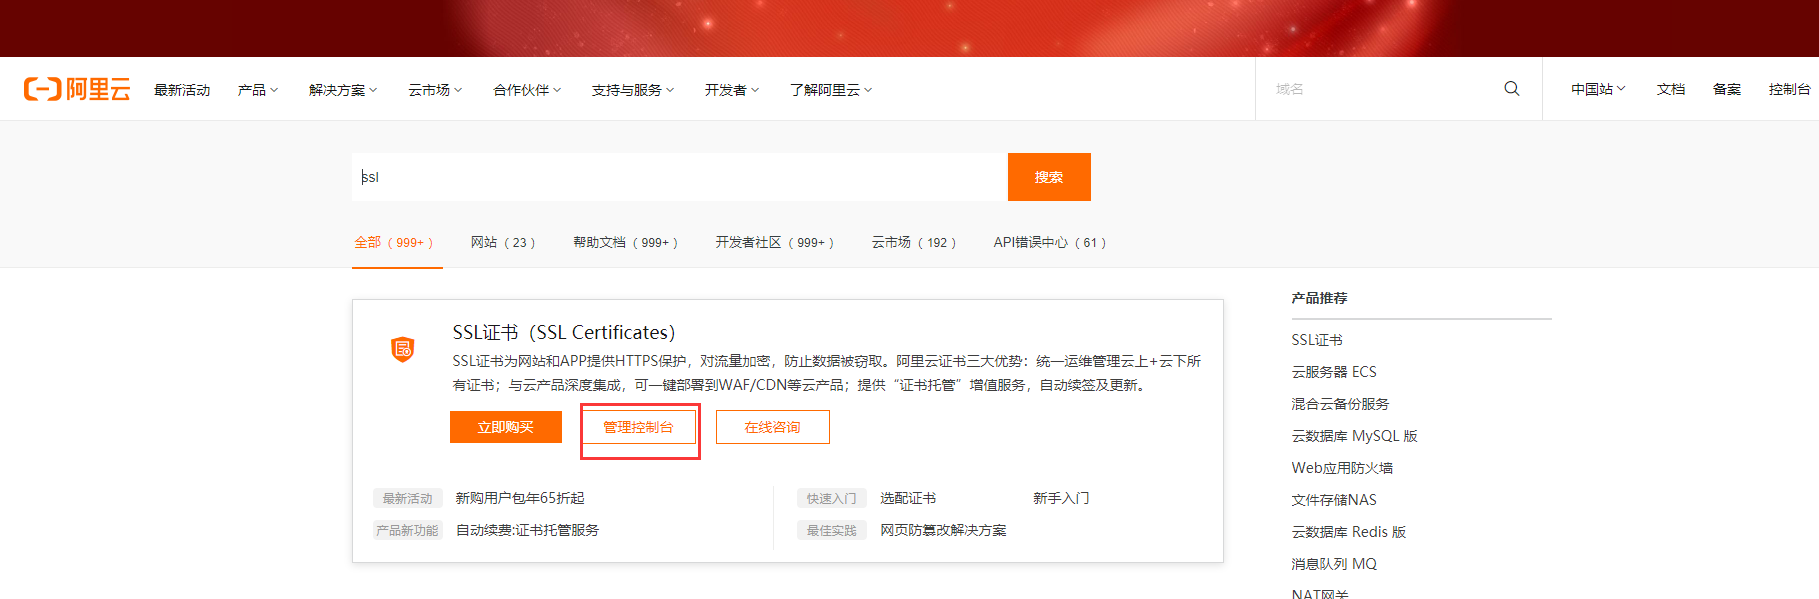 阿里云 最新活动 产品 解决方案 云市场 合作伙伴 支持与服务 开发者 了解阿里云 域名 中国站 文档 备案 控制台
ssl 搜索
全部（999+） 网站（23） 帮助文档（999+） 开发者社区（999+） 云市场（192） API错误中心（61）
SSL证书（SSL Certificates）
SSL证书为网站和APP提供HTTPS保护，对流量加密，防止数据被窃取。阿里云证书三大优势：统一运维管理云上+云下所
有证书；与云产品深度集成，可一键部署到WAF/CDN等云产品；提供“证书托管”增值服务，自动续签及更新。
立即购买 管理控制台 在线咨询
最新活动 新购用户包年65折起
产品新功能 自动续费:证书托管服务
快速入门 选配证书 新手入门
最佳实践 网页防篡改解决方案
产品推荐
SSL证书
云服务器 ECS
混合云备份服务
云数据库 MySQL 版
Web应用防火墙
文件存储NAS
云数据库 Redis 版
消息队列 MQ
NAT网关